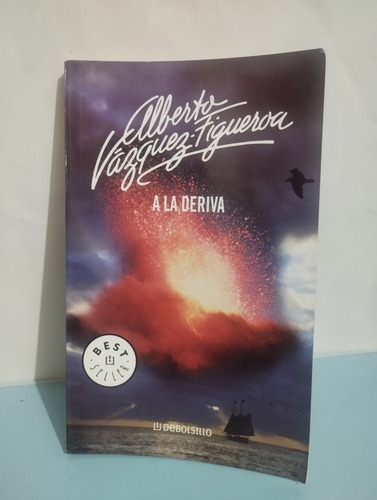 Alberto
Vázquez-Figueroa
A LA DERIVA
BEST
SELLER
DEBOLSILLO